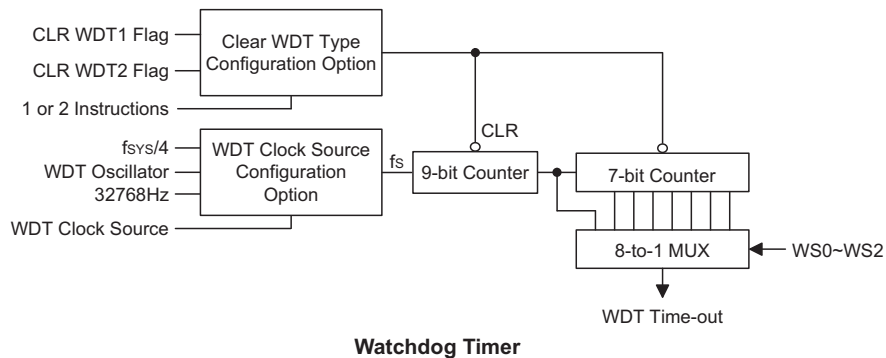 CLR WDT1 Flag
CLR WDT2 Flag
1 or 2 Instructions
Clear WDT Type
Configuration Option
fSYS/4
WDT Oscillator
32768Hz
WDT Clock Source
WDT Clock Source
Configuration
Option
fS
CLR
9-bit Counter
7-bit Counter
8-to-1 MUX
WS0~WS2
WDT Time-out
Watchdog Timer